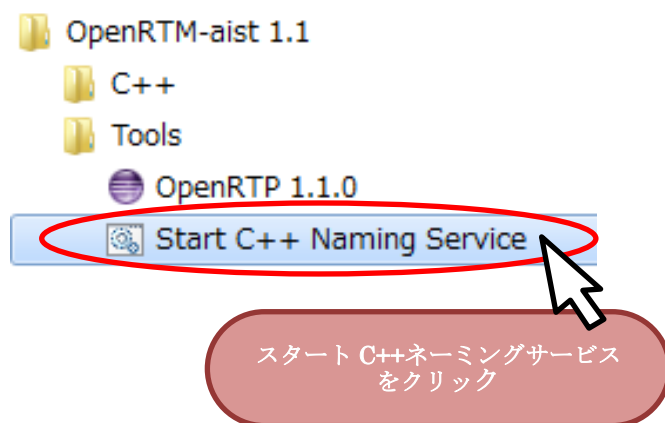 OpenRTM-aist 1.1
C++
Tools
OpenRTP 1.1.0
Start C++ Naming Service
スタート C++ネーミングサービス
をクリック